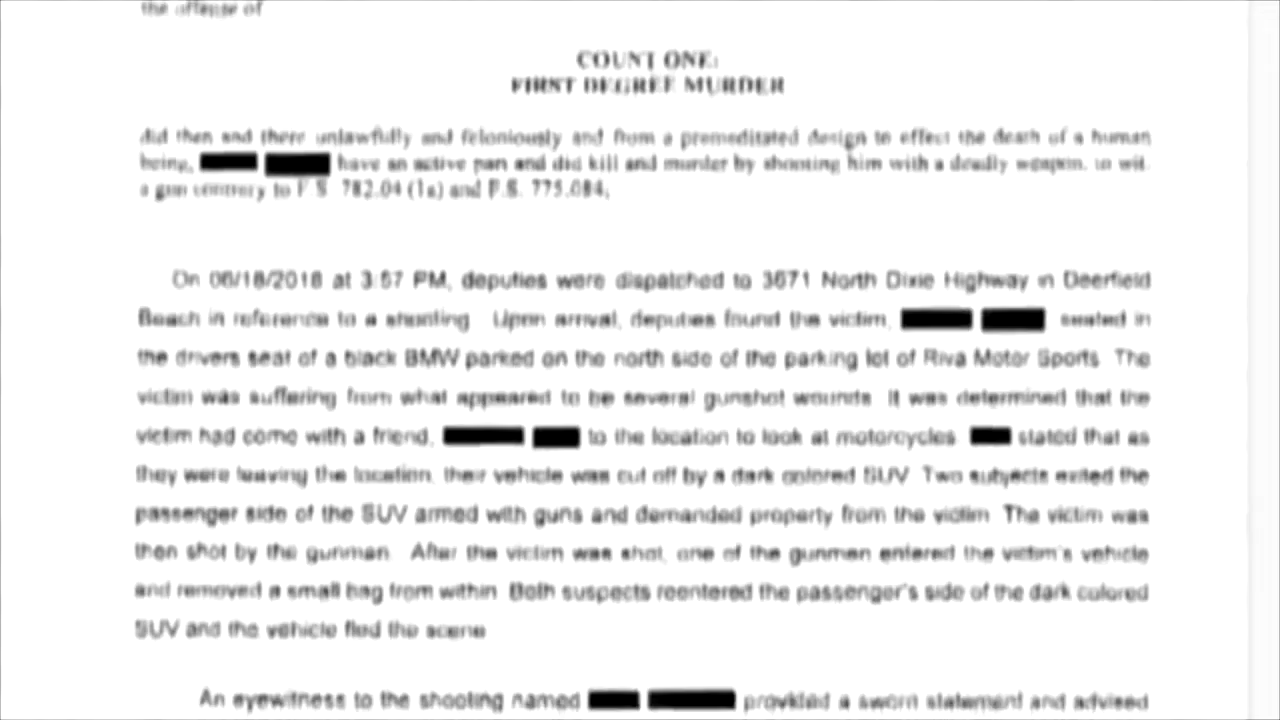 the offense of
COUNT ONE:
FIRST DEGREE MURDER
did then and there unlawfully and feloniously and from a premeditated design to effect the death of a human
being, have an active part and did kill and murder by shooting him with a deadly weapon, to wit:
a gun contrary to F.S. 782.04 (1a) and F.S. 775.084;
On 06/18/2018 at 3:57 PM, deputies were dispatched to 3671 North Dixie Highway in Deerfield
Beach in reference to a shooting. Upon arrival, deputies found the victim, seated in
the drivers seat of a black BMW parked on the north side of the parking lot of Riva Motor Sports. The
victim was suffering from what appeared to be several gunshot wounds. It was determined that the
victim had come with a friend, to the location to look at motorcycles. stated that as
they were leaving the location, their vehicle was cut off by a dark colored SUV. Two subjects exited the
passenger side of the SUV armed with guns and demanded property from the victim. The victim was
then shot by the gunman. After the victim was shot, one of the gunmen entered the victim's vehicle
and removed a small bag from within. Both suspects reentered the passenger's side of the dark colored
SUV and the vehicle fled the scene.
An eyewitness to the shooting named provided a sworn statement and advised